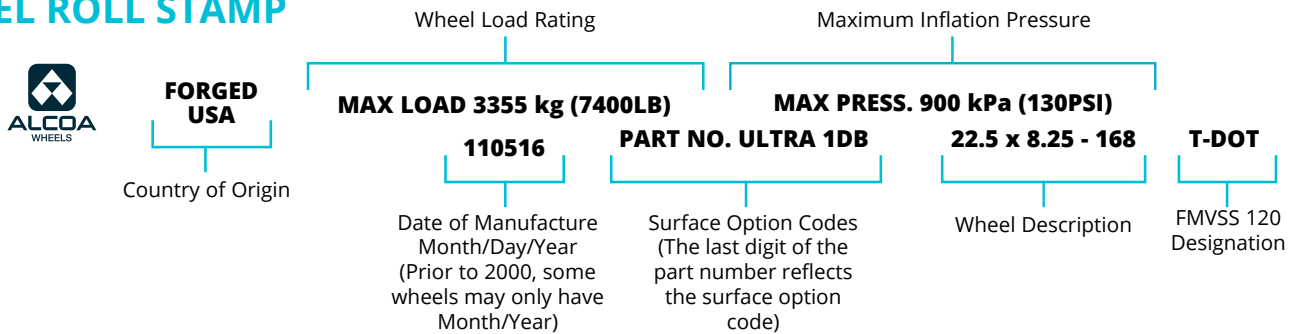 EL ROLL STAMP
Wheel Load Rating
Maximum Inflation Pressure
ALCOA
WHEELS
FORGED
USA
MAX LOAD 3355 kg (7400LB)
MAX PRESS. 900 kPa (130PSI)
110516
PART NO. ULTRA 1DB
22.5 x 8.25 - 168
T-DOT
Country of Origin
Date of Manufacture
Month/Day/Year
(Prior to 2000, some
wheels may only have
Month/Year)
Surface Option Codes
(The last digit of the
part number reflects
the surface option
code)
Wheel Description
FMVSS 120
Designation